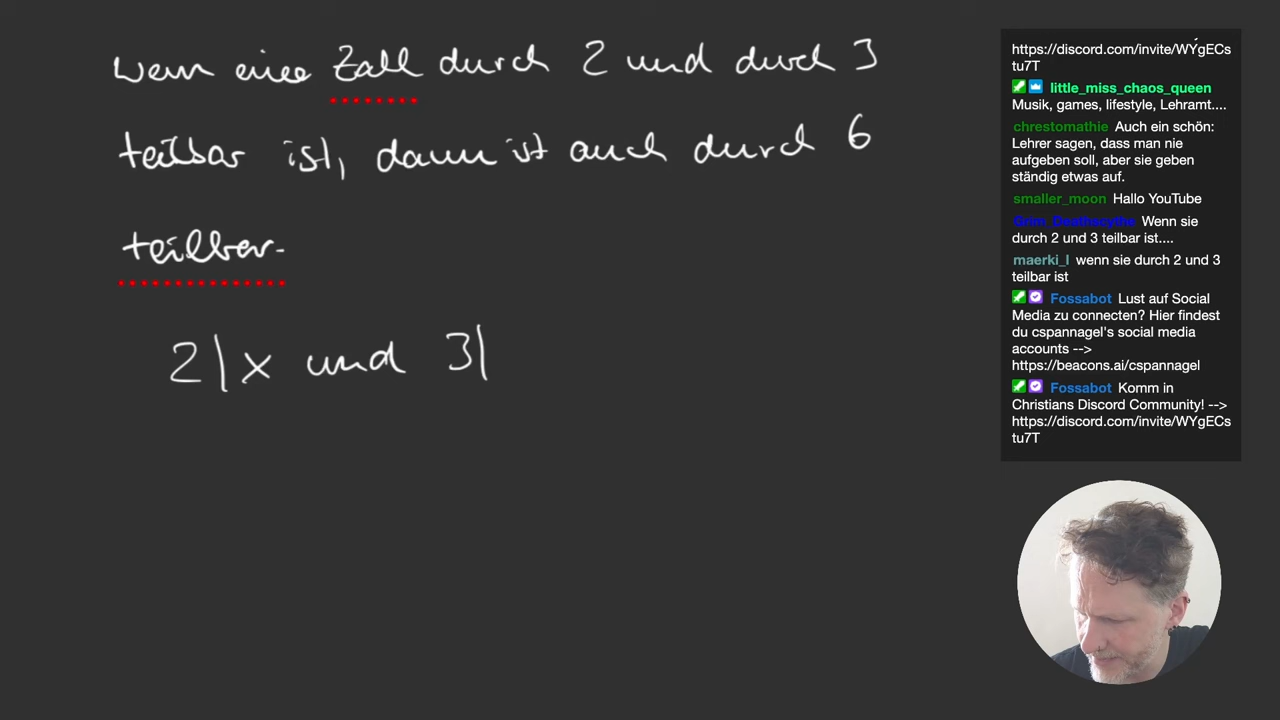 wenn eine Zahl durch 2 und durch 3
teilbar ist, dann ist auch durch 6
teilbar.
2|x und 3|
https://discord.com/invite/WYgECs
tu7T
little_miss_chaos_queen
Musik, games, lifestyle, Lehramt....
chrestomathie Auch ein schön:
Lehrer sagen, dass man nie
aufgeben soll, aber sie geben
ständig etwas auf.
smaller_moon Hallo YouTube
Grim_Deathscythe Wenn sie
durch 2 und 3 teilbar ist....
maerki_l wenn sie durch 2 und 3
teilbar ist
Fossabot Lust auf Social
Media zu connecten? Hier findest
du cspannagel's social media
accounts -->
https://beacons.ai/cspannagel
Fossabot Komm in
Christians Discord Community! -->
https://discord.com/invite/WYgECs
tu7T